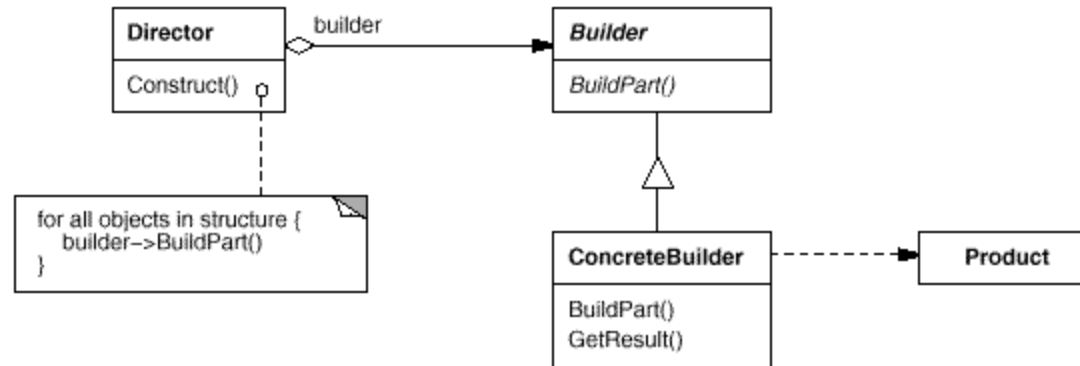 Director
Construct()
builder
Builder
BuildPart()
for all objects in structure {
builder->BuildPart()
}
ConcreteBuilder
BuildPart()
GetResult()
Product